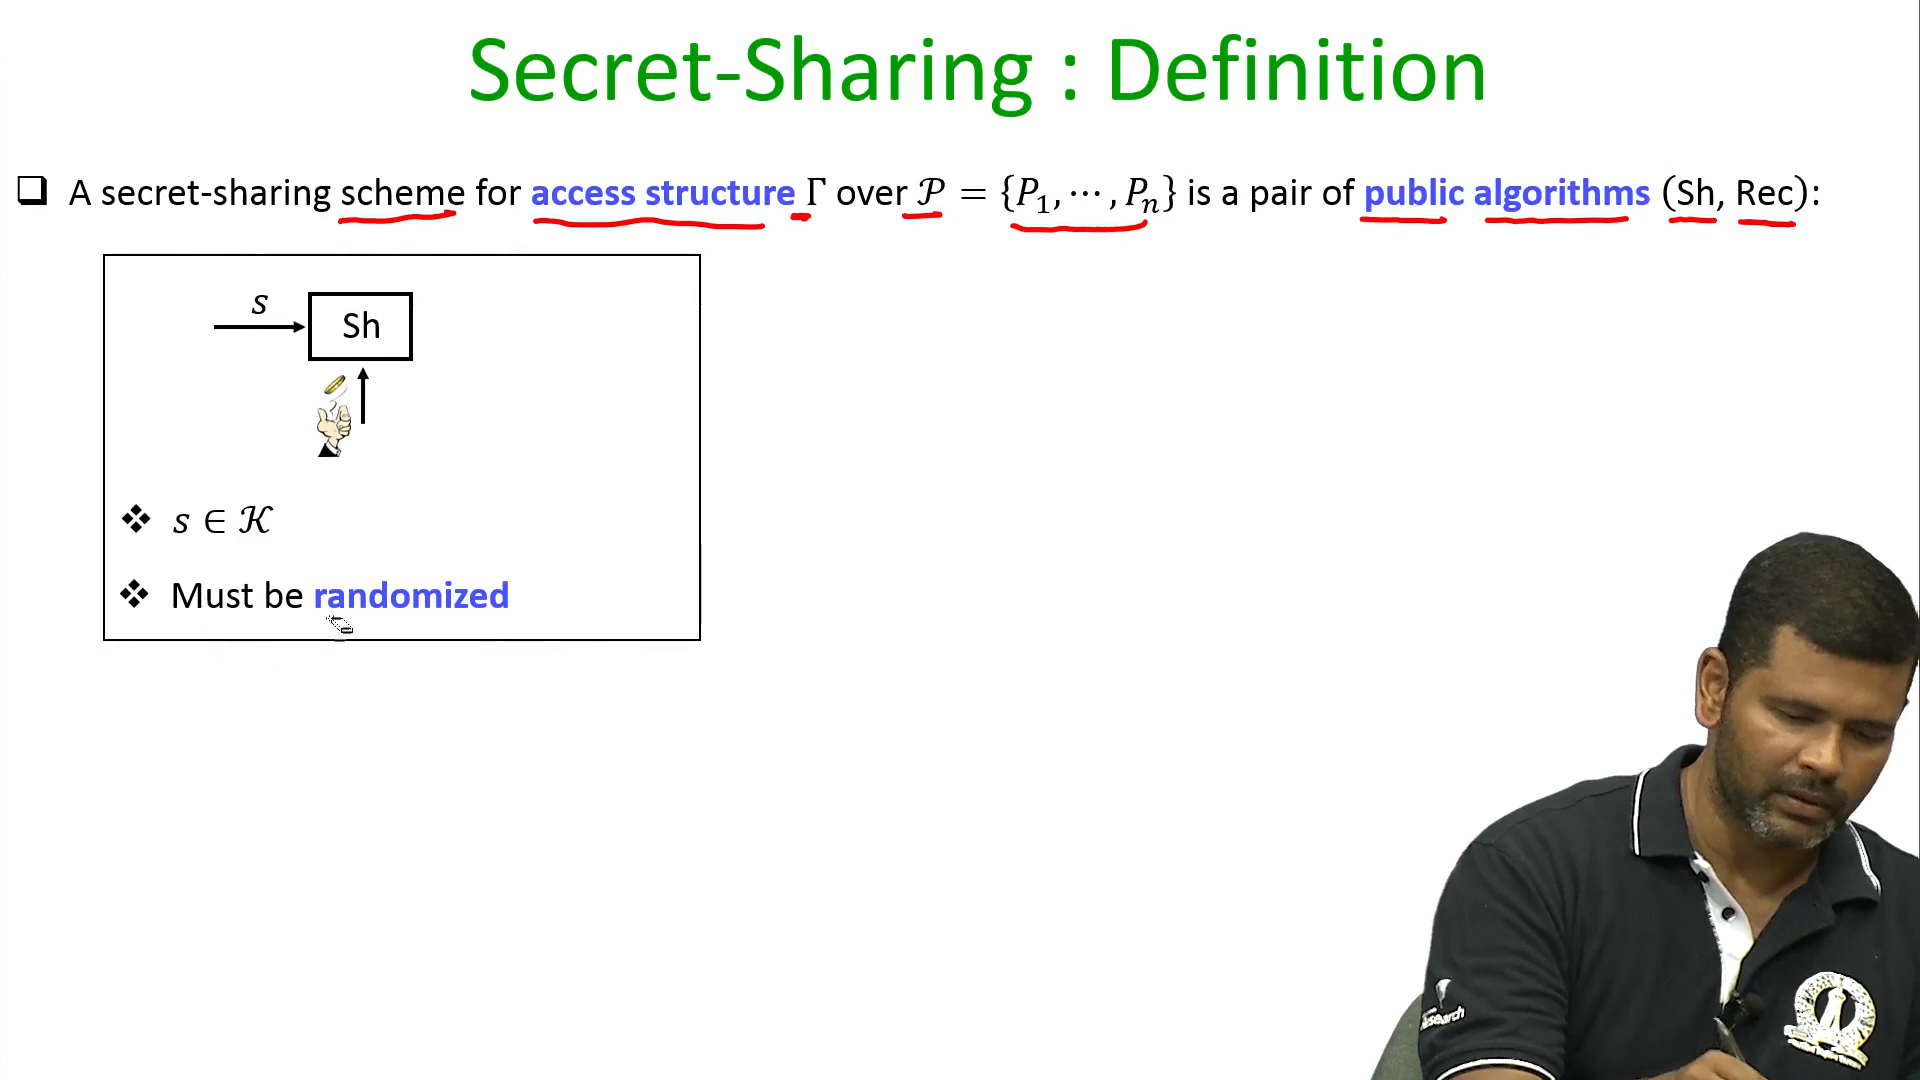 Secret-Sharing : Definition
❑ A secret-sharing scheme for access structure Γ over 𝒫 = {P₁, ⋯ , Pₙ} is a pair of public algorithms (Sh, Rec):
s
Sh
❖ s ∈ 𝒦
❖ Must be randomized